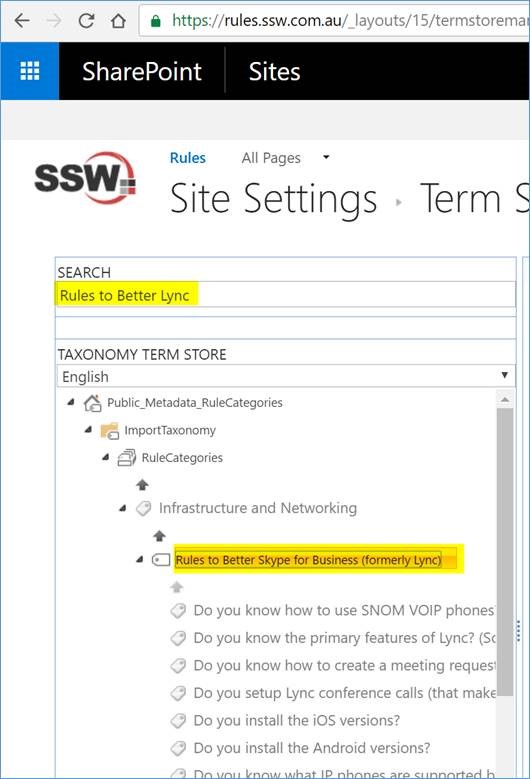 https://rules.ssw.com.au/_layouts/15/termstorema
SharePoint Sites
SSW
Rules All Pages
Site Settings Term S
SEARCH
Rules to Better Lync
TAXONOMY TERM STORE
English
Public_Metadata_RuleCategories
ImportTaxonomy
RuleCategories
Infrastructure and Networking
Rules to Better Skype for Business (formerly Lync)
Do you know how to use SNOM VOIP phones
Do you know the primary features of Lync? (Sc
Do you know how to create a meeting request
Do you setup Lync conference calls (that make
Do you install the iOS versions?
Do you install the Android versions?
Do you know what IP phones are supported b